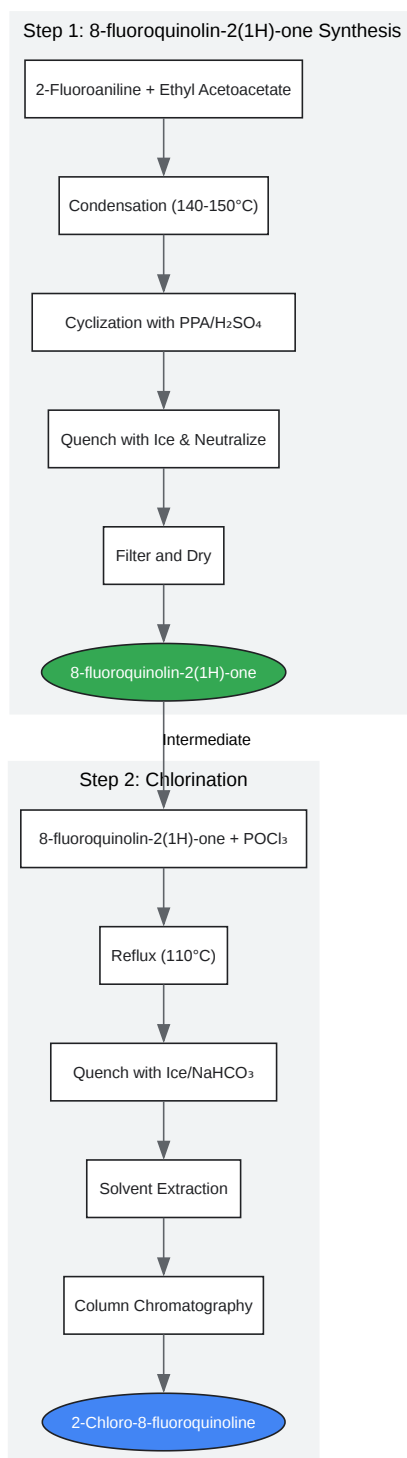 Step 1: 8-fluoroquinolin-2(1H)-one Synthesis
2-Fluoroaniline + Ethyl Acetoacetate
Condensation (140-150°C)
Cyclization with PPA/H₂SO₄
Quench with Ice & Neutralize
Filter and Dry
8-fluoroquinolin-2(1H)-one
Intermediate
Step 2: Chlorination
8-fluoroquinolin-2(1H)-one + POCl₃
Reflux (110°C)
Quench with Ice/NaHCO₃
Solvent Extraction
Column Chromatography
2-Chloro-8-fluoroquinoline